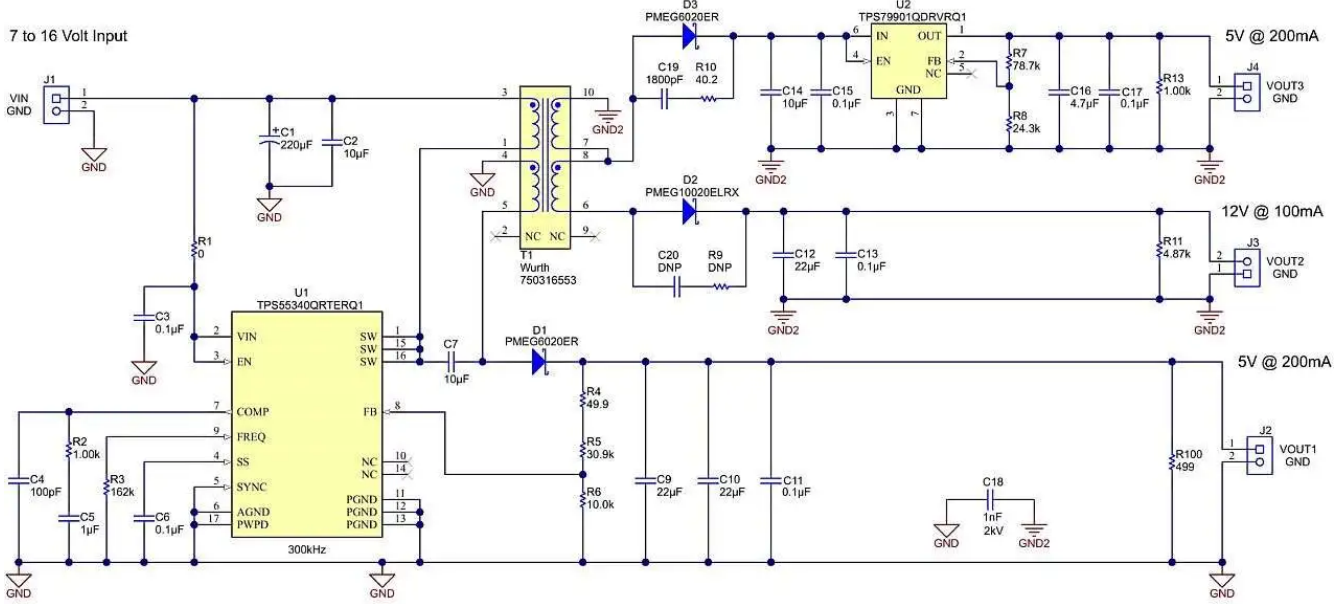 7 to 16 Volt Input
J1
VIN
GND
1
2
GND
C1
220µF
C2
10µF
GND
R1
0
C3
0.1µF
GND
3
1
4
5
2
10
7
8
6
9
NC NC
GND
GND2
T1
Wurth
750316553
D3
PMEG6020ER
C19
1800pF
R10
40.2
C14
10µF
C15
0.1µF
GND2
U2
TPS79901QDRVRQ1
6
IN
OUT
1
4
EN
FB
2
NC
5
GND
3
7
R7
78.7k
R8
24.3k
C16
4.7µF
C17
0.1µF
R13
1.00k
5V @ 200mA
J4
1
2
VOUT3
GND
GND2
D2
PMEG10020ELRX
C20
DNP
R9
DNP
C12
22µF
C13
0.1µF
GND2
R11
4.87k
12V @ 100mA
J3
2
1
VOUT2
GND
GND2
U1
TPS55340QRTERQ1
2
VIN
3
EN
7
COMP
9
FREQ
4
SS
5
SYNC
6
AGND
17
PWPD
SW
1
SW
15
SW
16
FB
8
NC
10
NC
14
PGND
11
PGND
12
PGND
13
300kHz
C4
100pF
R2
1.00k
C5
1µF
R3
162k
C6
0.1µF
GND
GND
C7
10µF
D1
PMEG6020ER
R4
49.9
R5
30.9k
R6
10.0k
C9
22µF
C10
22µF
C11
0.1µF
C18
1nF
2kV
GND
GND2
R100
499
5V @ 200mA
J2
1
2
VOUT1
GND
GND